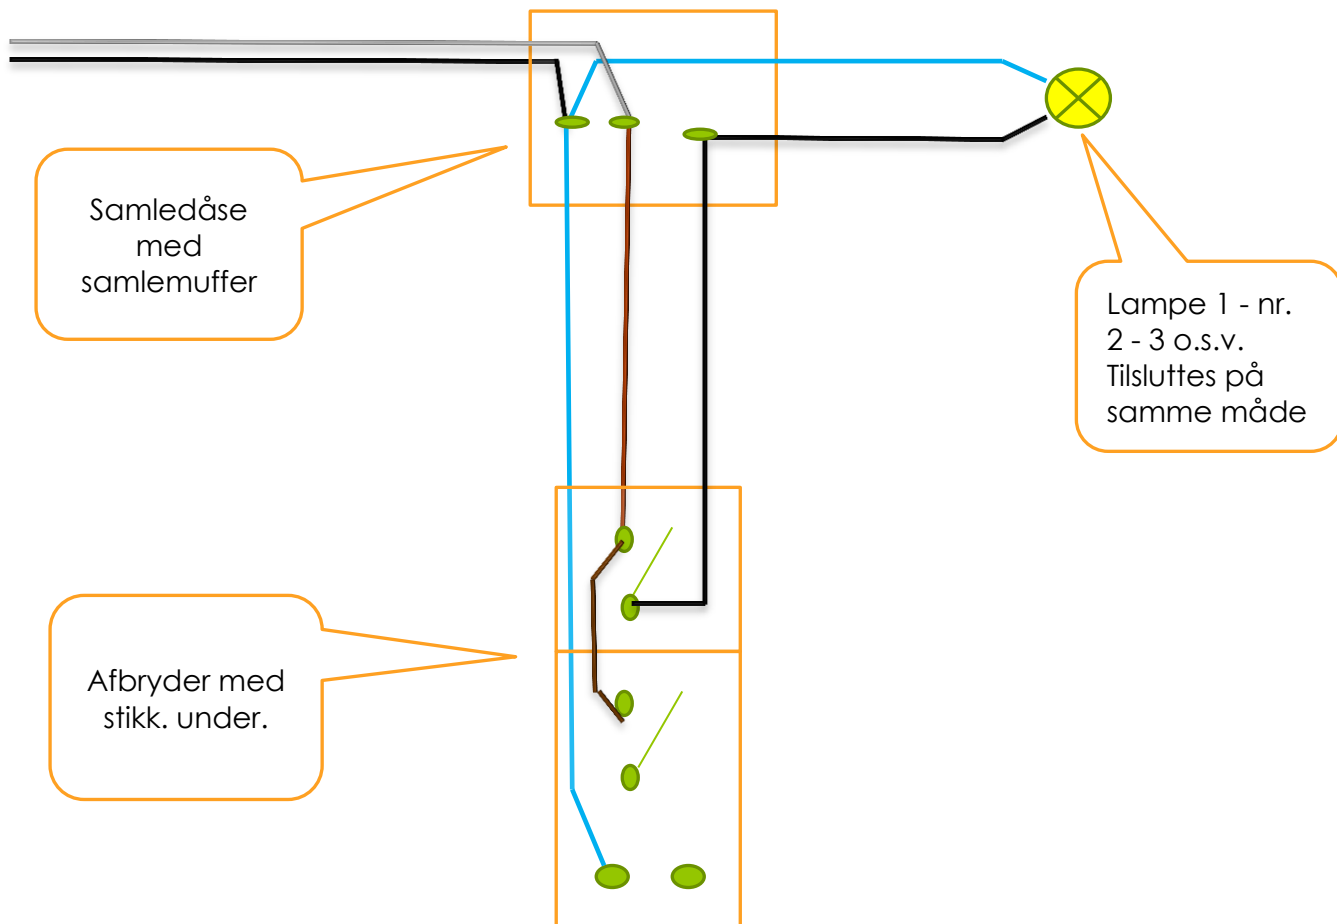 Samledåse
med
samlemuffer
Lampe 1 - nr.
2 - 3 o.s.v.
Tilsluttes på
samme måde
Afbryder med
stikk. under.